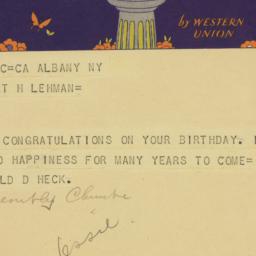 by WESTERN
UNION
C=CA ALBANY NY
T H LEHMAN=
CONGRATULATIONS ON YOUR BIRTHDAY.
D HAPPINESS FOR MANY YEARS TO COME=
LD D HECK.